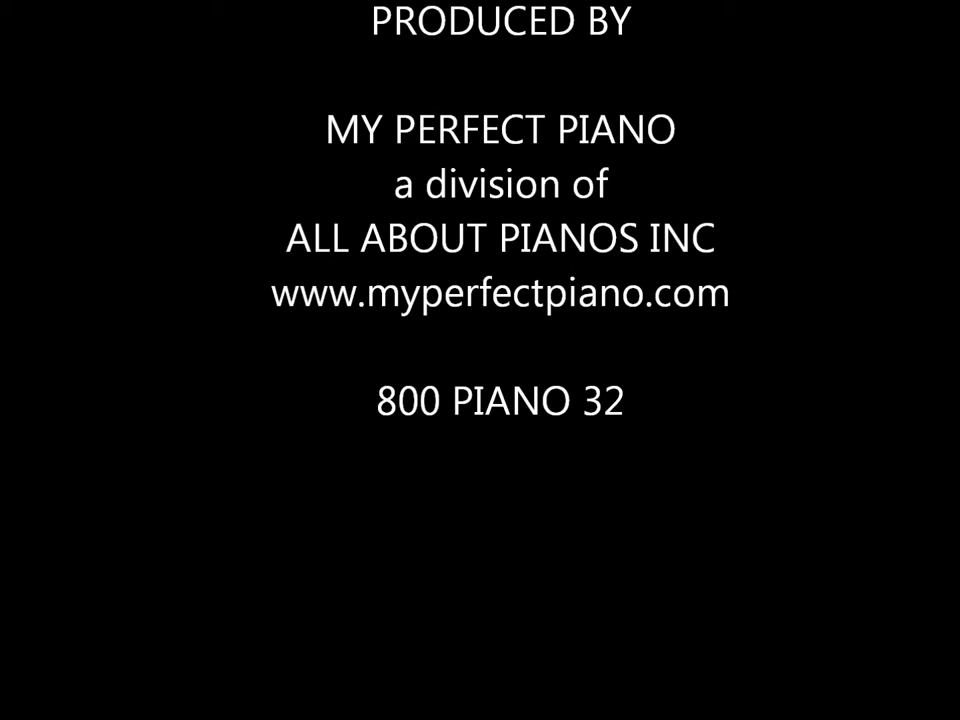 PRODUCED BY
MY PERFECT PIANO
a division of
ALL ABOUT PIANOS INC
www.myperfectpiano.com
800 PIANO 32